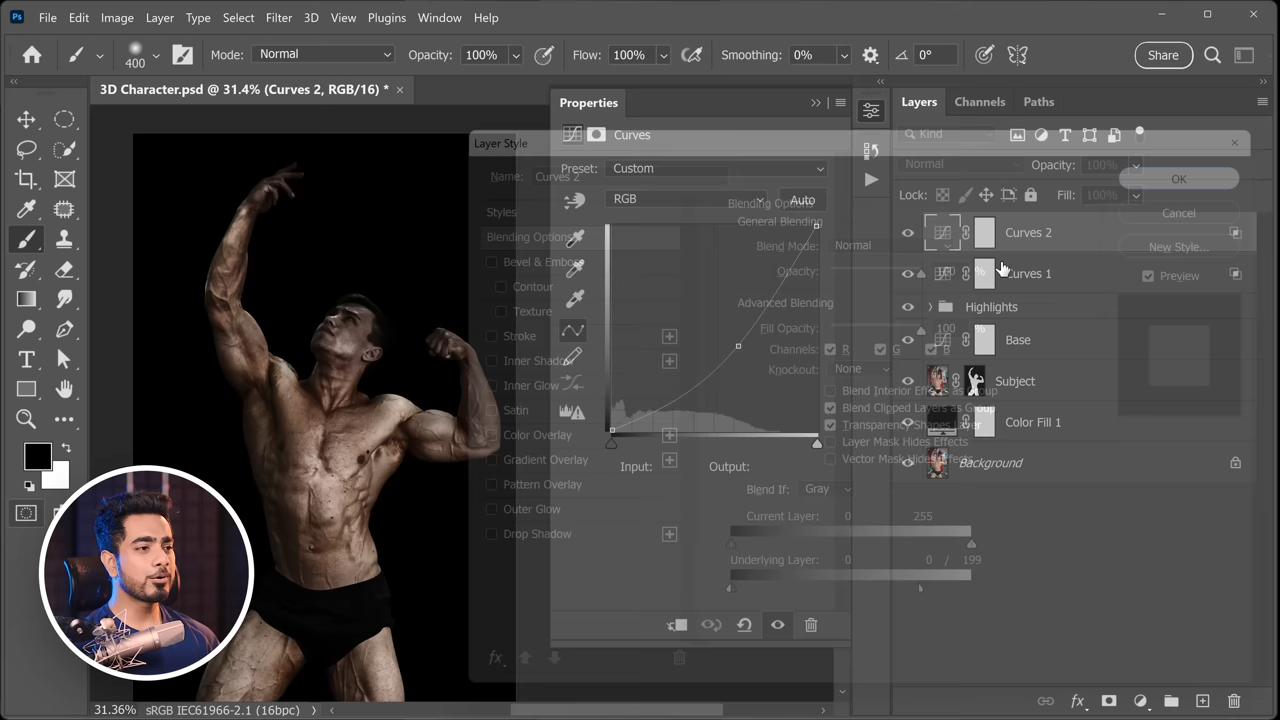 Ps File Edit Image Layer Type Select Filter 3D View Plugins Window Help
400 Mode: Normal Opacity: 100% Flow: 100% Smoothing: 0% 0° Share
3D Character.psd @ 31.4% (Curves 2, RGB/16) * ×
Properties
Curves
Preset: Custom
RGB Auto
Input: Output:
Layers Channels Paths
Kind
Normal Opacity: 100%
Lock: Fill: 100%
Curves 2
Curves 1
Highlights
Base
Subject
Color Fill 1
Background
Layer Style
Name: Curves 2
Styles
Blending Options
Bevel & Emboss
Contour
Texture
Stroke
Inner Shadow
Inner Glow
Satin
Color Overlay
Gradient Overlay
Pattern Overlay
Outer Glow
Drop Shadow
fx
Blending Options
General Blending
Blend Mode: Normal
Opacity: 100 %
Advanced Blending
Fill Opacity: 100 %
Channels: R G B
Knockout: None
Blend Interior Effects as Group
Blend Clipped Layers as Group
Transparency Shapes Layer
Layer Mask Hides Effects
Vector Mask Hides Effects
Blend If: Gray
Current Layer: 0 255
Underlying Layer: 0 0 / 199
OK
Cancel
New Style...
Preview
31.36% sRGB IEC61966-2.1 (16bpc)
fx